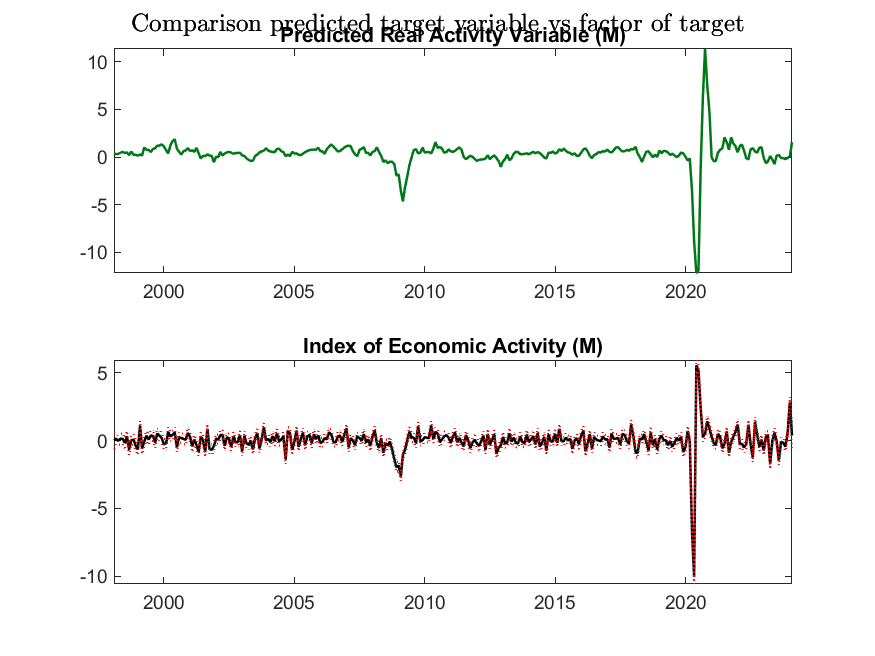 Comparison predicted target variable vs factor of target
Predicted Real Activity Variable (M)
10
5
0
-5
-10
2000 2005 2010 2015 2020
Index of Economic Activity (M)
5
0
-5
-10
2000 2005 2010 2015 2020